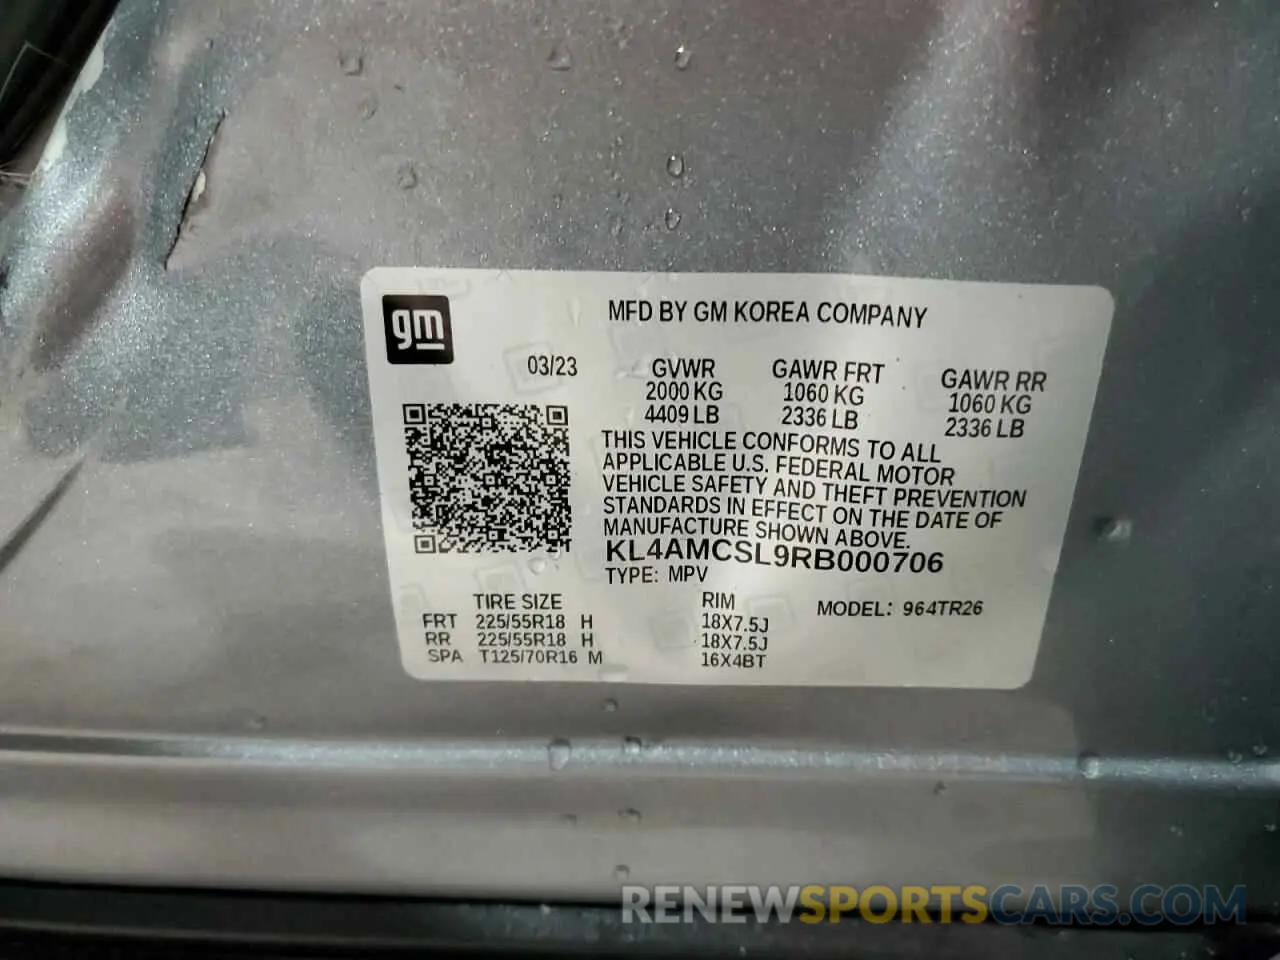 gm
MFD BY GM KOREA COMPANY
03/23
GVWR GAWR FRT GAWR RR
2000 KG 1060 KG 1060 KG
4409 LB 2336 LB 2336 LB
THIS VEHICLE CONFORMS TO ALL
APPLICABLE U.S. FEDERAL MOTOR
VEHICLE SAFETY AND THEFT PREVENTION
STANDARDS IN EFFECT ON THE DATE OF
MANUFACTURE SHOWN ABOVE.
KL4AMCSL9RB000706
TYPE: MPV
TIRE SIZE RIM MODEL: 964TR26
FRT 225/55R18 H 18X7.5J
RR 225/55R18 H 18X7.5J
SPA T125/70R16 M 16X4BT
RENEWSPORTSCARS.COM